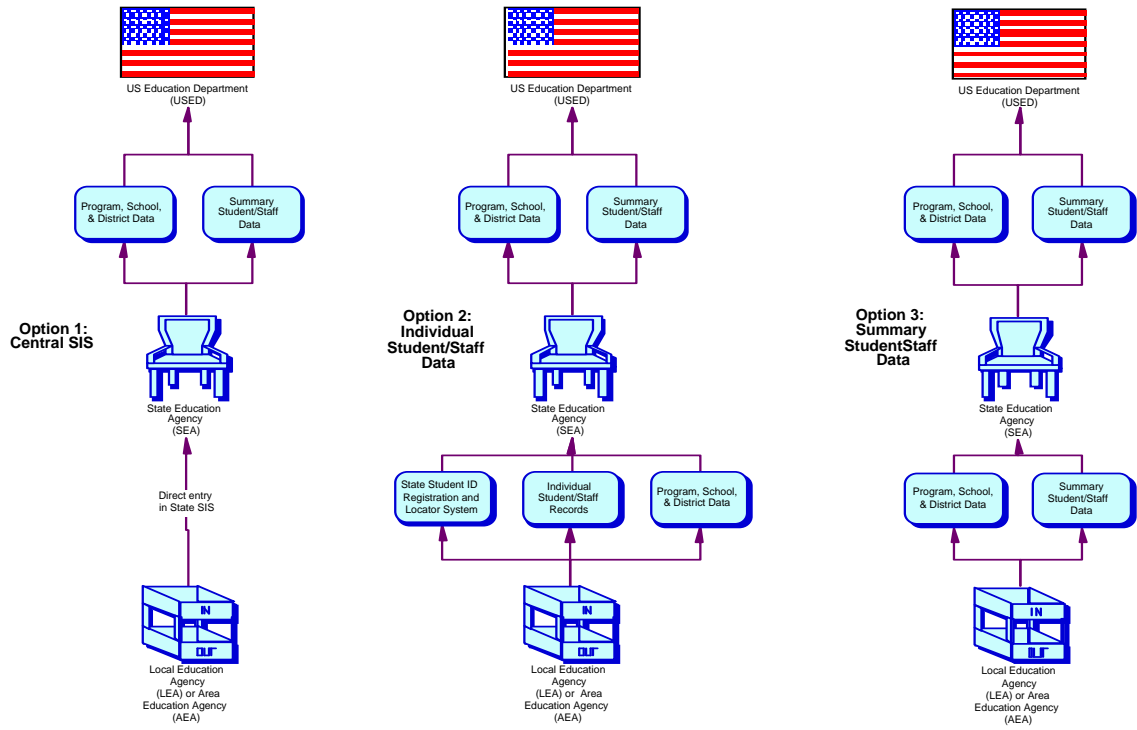 US Education Department
(USED)
Program, School,
& District Data
Summary
Student/Staff
Data
Option 1:
Central SIS
State Education
Agency
(SEA)
Direct entry
in State SIS
IN
OUT
Local Education
Agency
(LEA) or Area
Education Agency
(AEA)
US Education Department
(USED)
Program, School,
& District Data
Summary
Student/Staff
Data
Option 2:
Individual
Student/Staff
Data
State Education
Agency
(SEA)
State Student ID
Registration and
Locator System
Individual
Student/Staff
Records
Program, School,
& District Data
IN
OUT
Local Education
Agency
(LEA) or Area
Education Agency
(AEA)
US Education Department
(USED)
Program, School,
& District Data
Summary
Student/Staff
Data
Option 3:
Summary
StudentStaff
Data
State Education
Agency
(SEA)
Program, School,
& District Data
Summary
Student/Staff
Data
IN
OUT
Local Education
Agency
(LEA) or Area
Education Agency
(AEA)